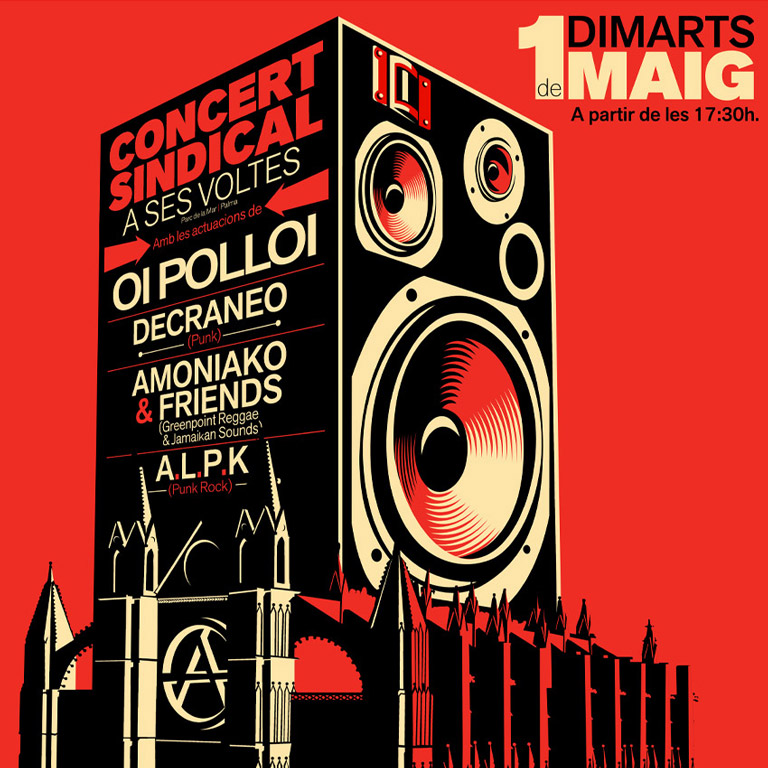 1 DIMARTS
de MAIG
A partir de les 17:30h.
CONCERT
SINDICAL
A SES VOLTES
Parc de la Mar | Palma
Amb les actuacions de
OI POLLOI
DECRANEO
(Punk)
AMONIAKO
& FRIENDS
(Greenpoint Reggae
& Jamaikan Sounds)
A.L.P.K
(Punk Rock)